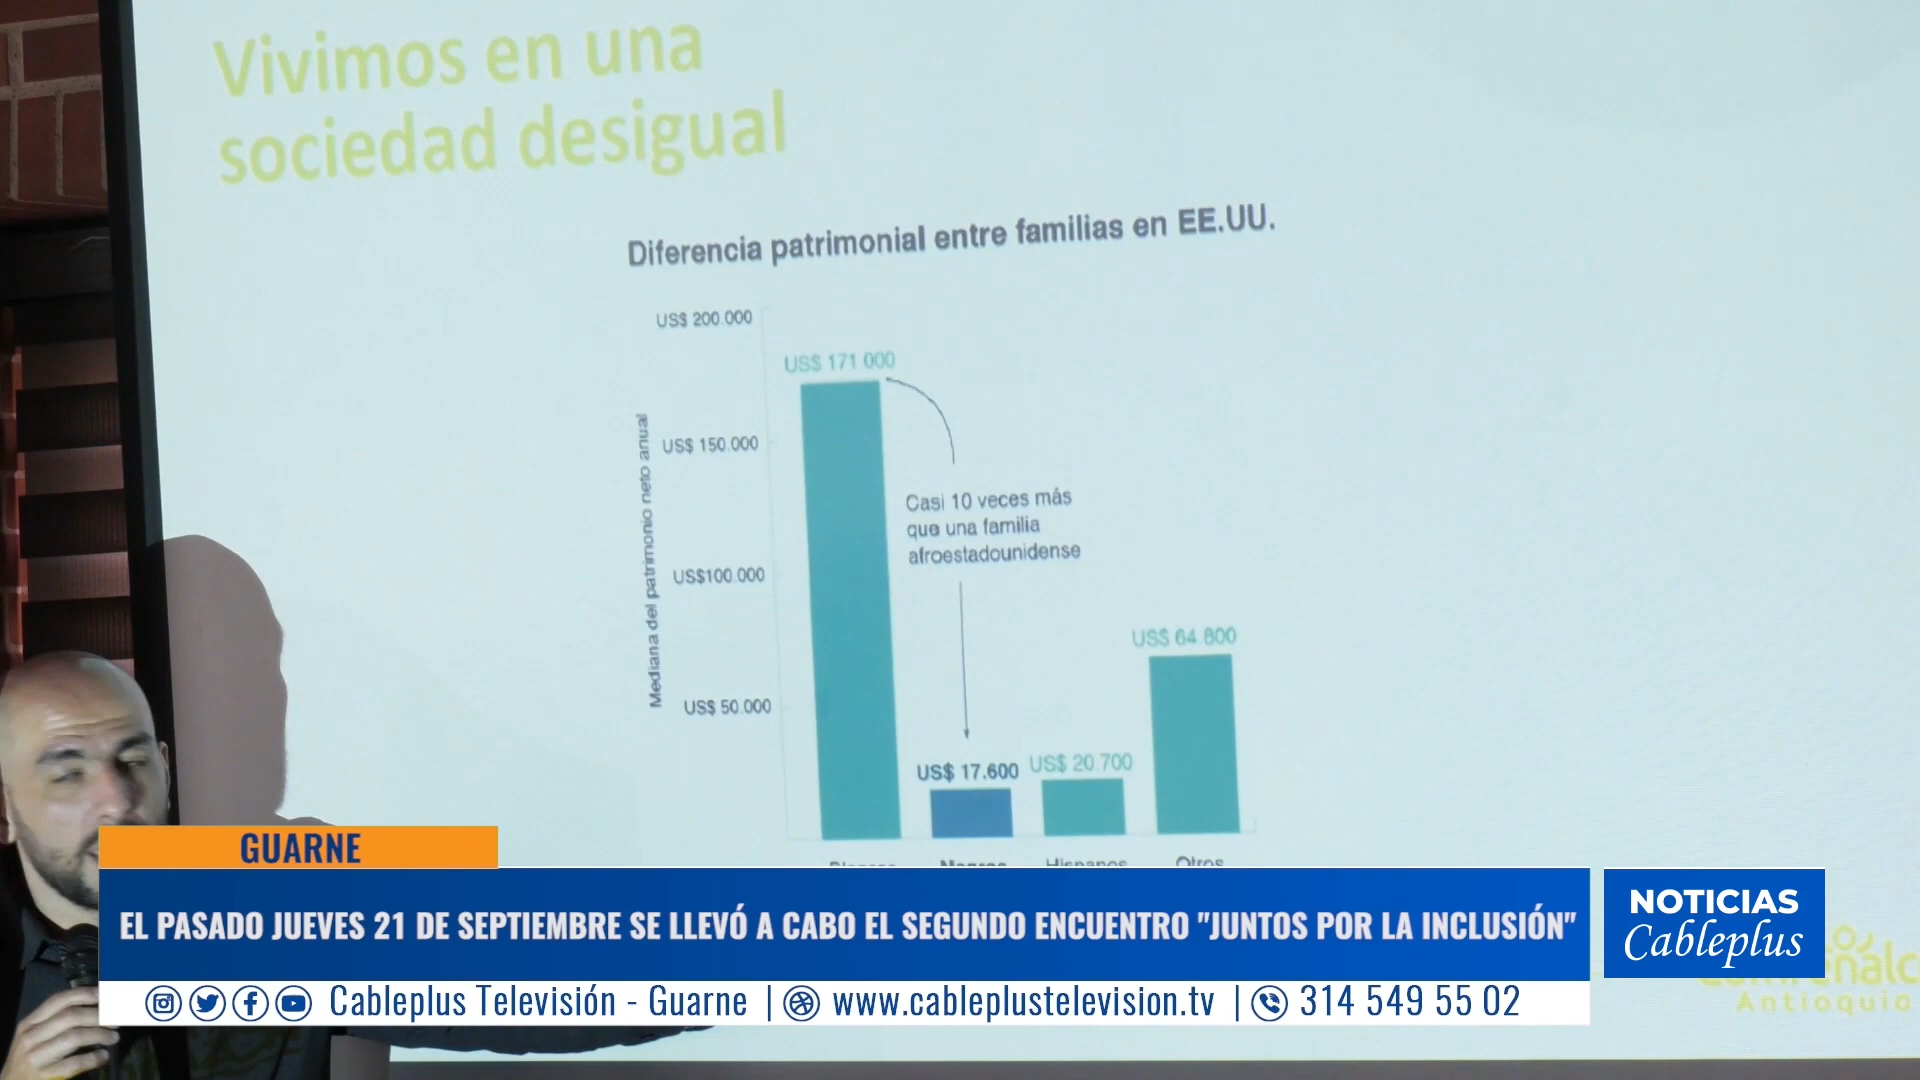 Vivimos en una
sociedad desigual
Diferencia patrimonial entre familias en EE.UU.
US$ 200.000
US$ 171 000
US$ 150.000
Mediana del patrimonio neto anual
Casi 10 veces más
que una familia
afroestadounidense
US$100.000
US$ 64 800
US$ 50.000
US$ 17.600
US$ 20.700
Negros
Hispanos
Otros
GUARNE
EL PASADO JUEVES 21 DE SEPTIEMBRE SE LLEVÓ A CABO EL SEGUNDO ENCUENTRO "JUNTOS POR LA INCLUSIÓN"
NOTICIAS
Cableplus
Cableplus Televisión - Guarne | www.cableplustelevision.tv | 314 549 55 02
Antioquia